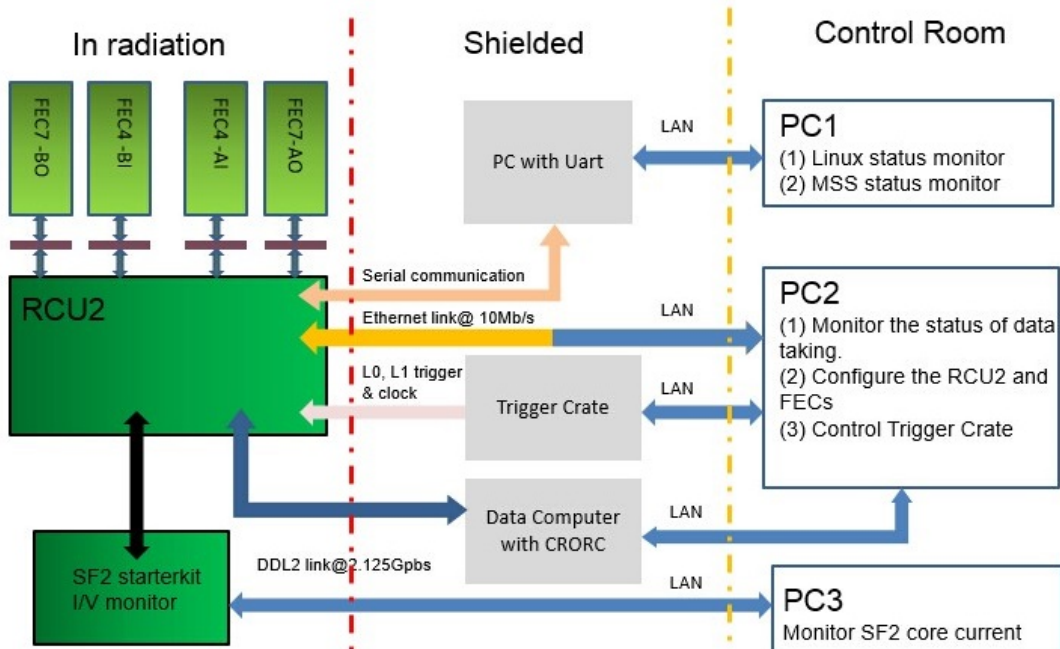 In radiation
Shielded
Control Room
FEC7 -BO
FEC4 -BI
FEC4 -AI
FEC7-AO
PC with Uart
LAN
PC1
(1) Linux status monitor
(2) MSS status monitor
RCU2
Serial communication
Ethernet link@ 10Mb/s
LAN
PC2
(1) Monitor the status of data
taking.
(2) Configure the RCU2 and
FECs
(3) Control Trigger Crate
L0, L1 trigger
& clock
Trigger Crate
LAN
Data Computer
with CRORC
LAN
DDL2 link@2.125Gpbs
SF2 starterkit
I/V monitor
LAN
PC3
Monitor SF2 core current